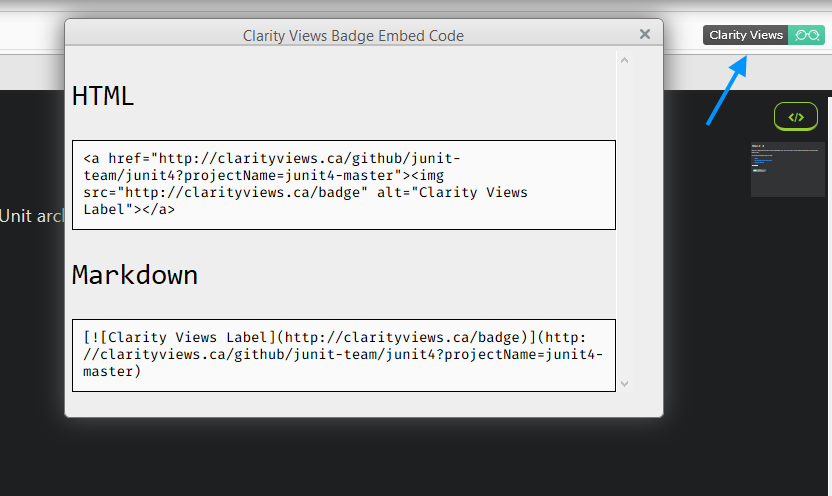 Clarity Views Badge Embed Code
Clarity Views
HTML
</>
<a href="http://clarityviews.ca/github/junit-
team/junit4?projectName=junit4-master"><img
src="http://clarityviews.ca/badge" alt="Clarity Views
Label"></a>
Unit arc
Markdown
[![Clarity Views Label](http://clarityviews.ca/badge)](http:
//clarityviews.ca/github/junit-team/junit4?projectName=junit4-
master)